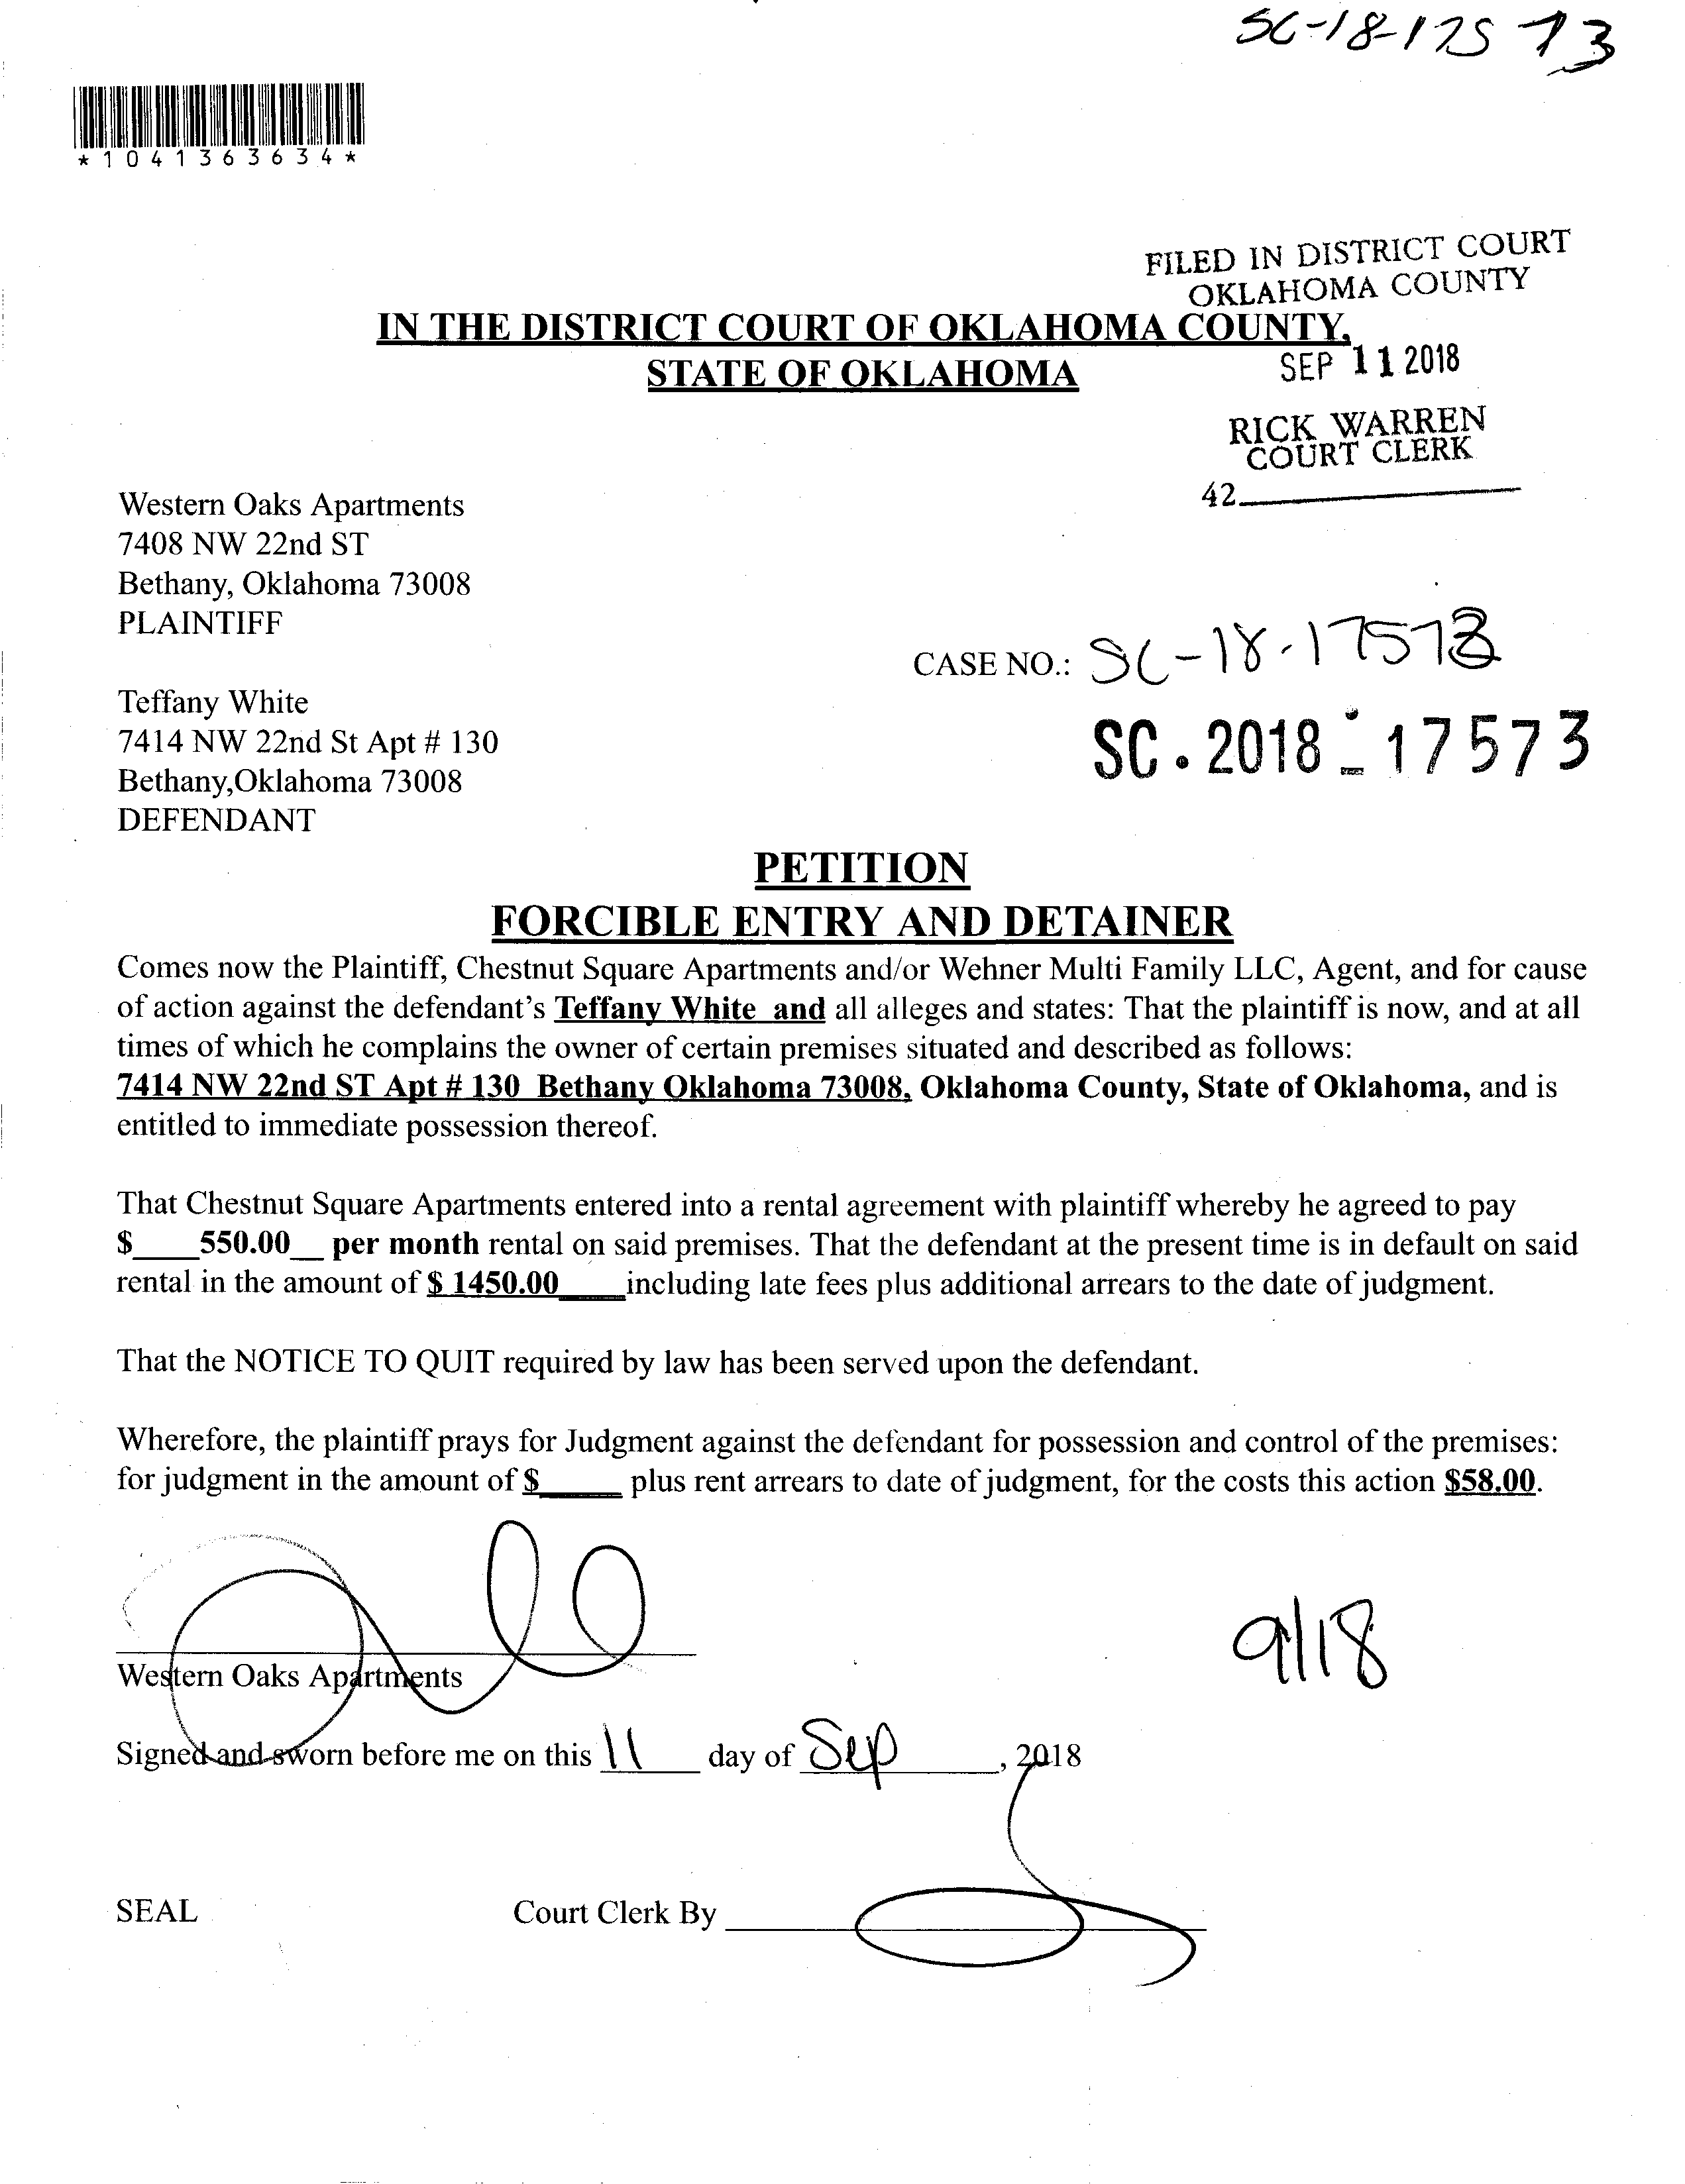 SC-18-17573
*1041363634*
FILED IN DISTRICT COURT
OKLAHOMA COUNTY
IN THE DISTRICT COURT OF OKLAHOMA COUNTY,
STATE OF OKLAHOMA
SEP 11 2018
RICK WARREN
COURT CLERK
42
Western Oaks Apartments
7408 NW 22nd ST
Bethany, Oklahoma 73008
PLAINTIFF
CASE NO.: SC-18-17573
Teffany White
7414 NW 22nd St Apt # 130
SC . 2018 - 17573
Bethany,Oklahoma 73008
DEFENDANT
PETITION
FORCIBLE ENTRY AND DETAINER
Comes now the Plaintiff, Chestnut Square Apartments and/or Wehner Multi Family LLC, Agent, and for cause
of action against the defendant's Teffany White and all alleges and states: That the plaintiff is now, and at all
times of which he complains the owner of certain premises situated and described as follows:
7414 NW 22nd ST Apt # 130 Bethany Oklahoma 73008, Oklahoma County, State of Oklahoma, and is
entitled to immediate possession thereof.
That Chestnut Square Apartments entered into a rental agreement with plaintiff whereby he agreed to pay
$____550.00__ per month rental on said premises. That the defendant at the present time is in default on said
rental in the amount of $ 1450.00____including late fees plus additional arrears to the date of judgment.
That the NOTICE TO QUIT required by law has been served upon the defendant.
Wherefore, the plaintiff prays for Judgment against the defendant for possession and control of the premises:
for judgment in the amount of $_____ plus rent arrears to date of judgment, for the costs this action $58.00.
9/18
Western Oaks Apartments
Signed and sworn before me on this 11 day of Sep, 2018
SEAL Court Clerk By